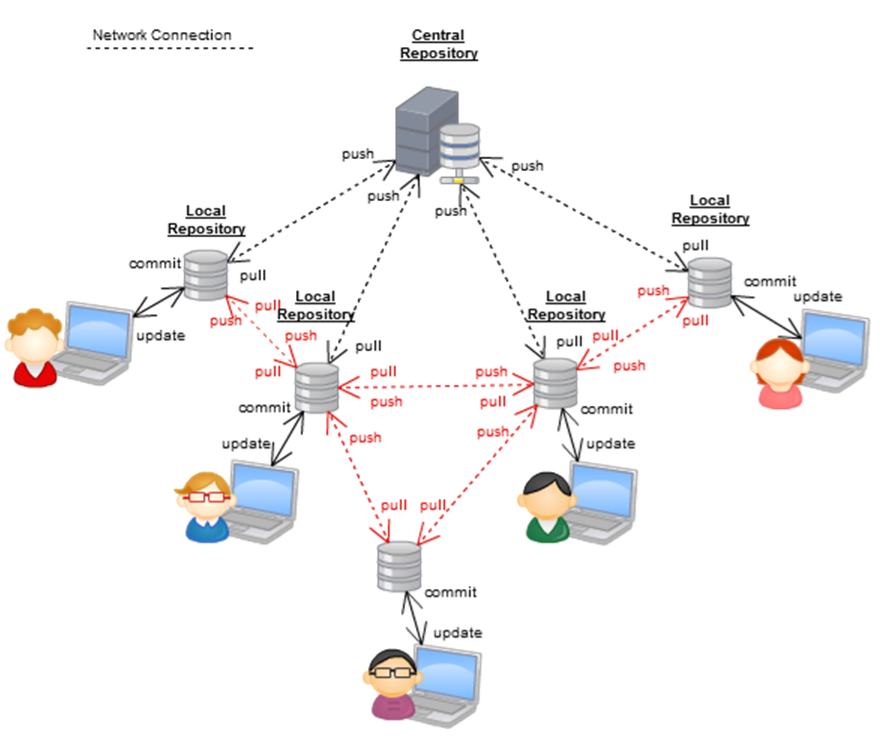 Network Connection
Central
Repository
push
push
push
push
Local
Repository
Local
Repository
commit
pull
pull
commit
update
Local
Repository
Local
Repository
pull
push
push
pull
update
push
pull
pull
pull
pull
push
pull
push
pull
push
push
pull
commit
commit
push
push
update
update
pull
pull
commit
update